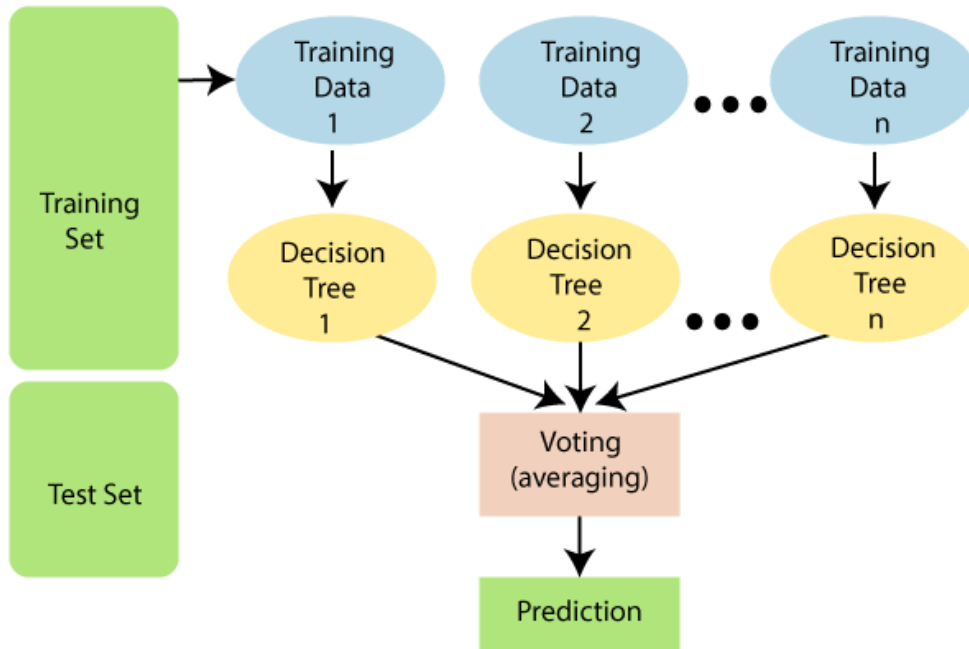 Training
Data
1
Training
Data
2
Training
Data
n
Training
Set
Decision
Tree
1
Decision
Tree
2
Decision
Tree
n
Test Set
Voting
(averaging)
Prediction